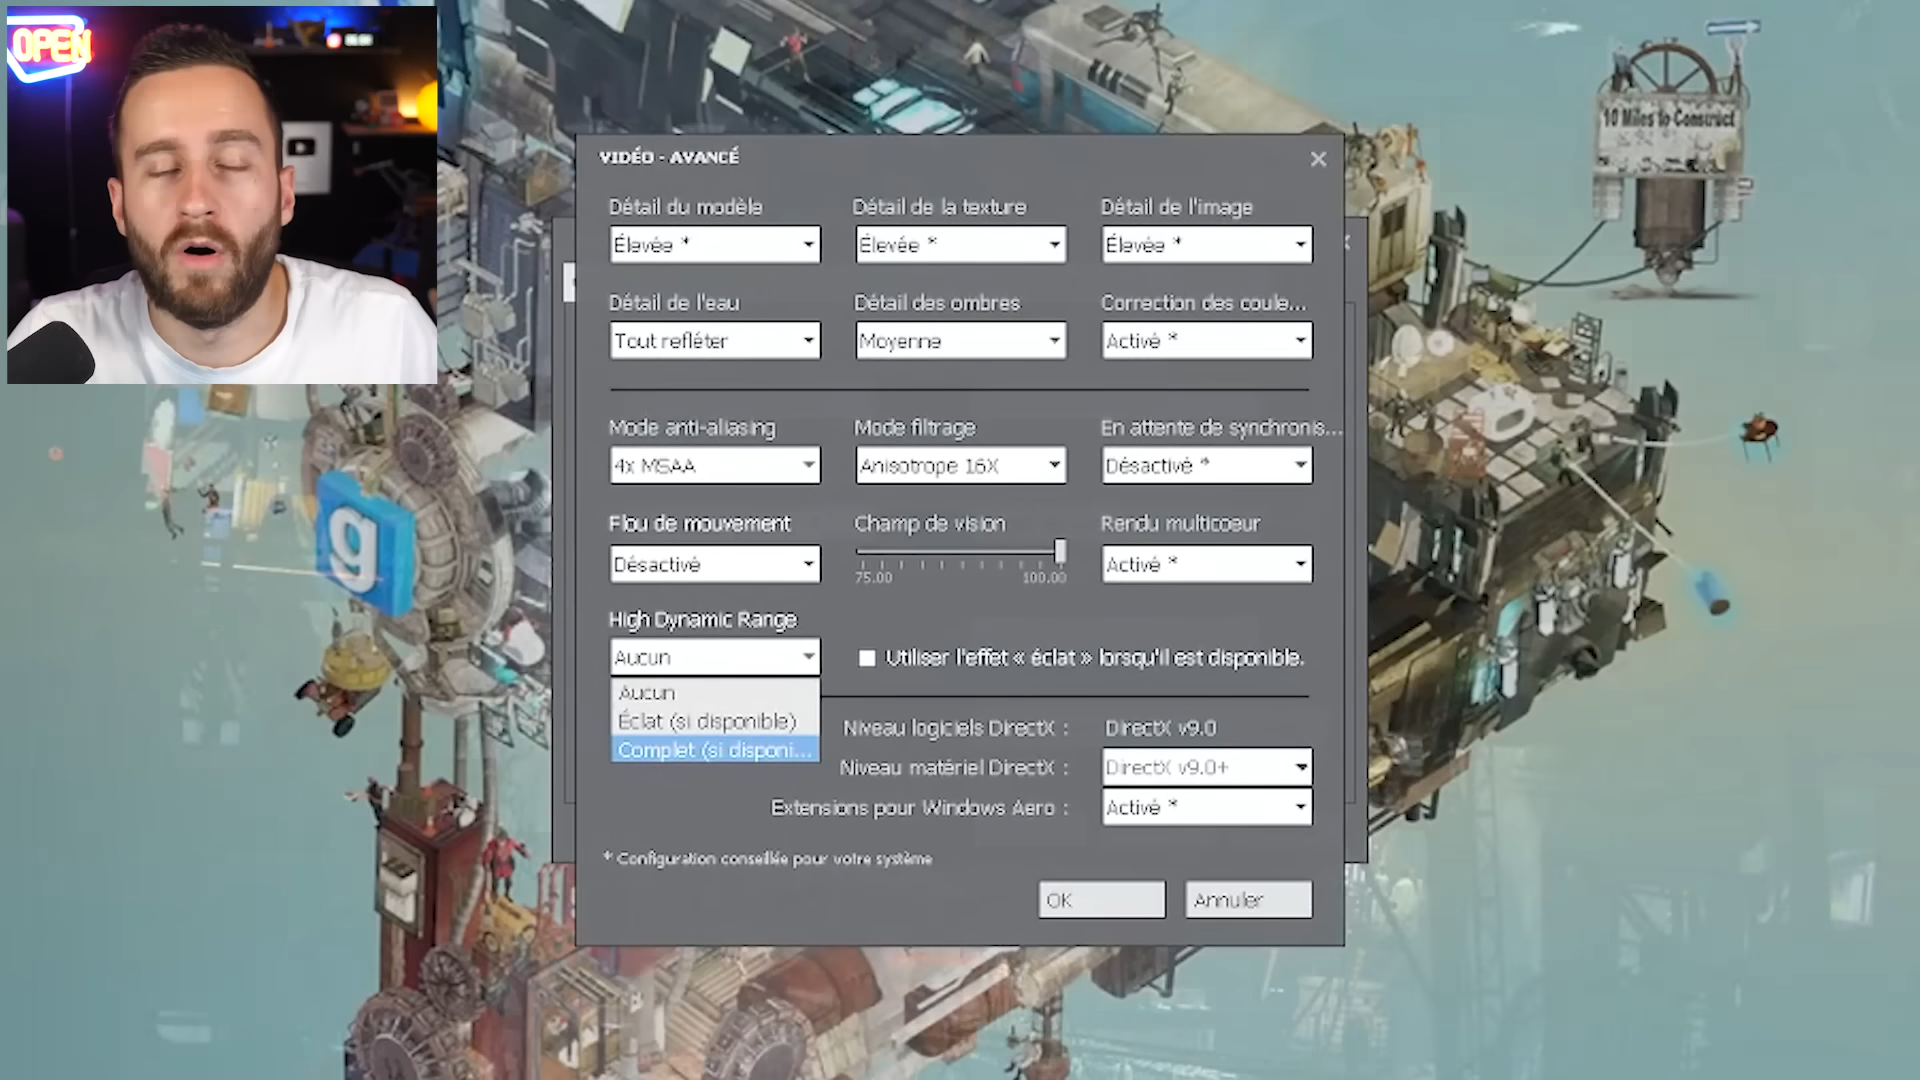 OPEN
10 Miles to Construct
g
VIDÉO - AVANCÉ
Détail du modèle
Détail de la texture
Détail de l'image
Élevée *
Élevée *
Élevée *
Détail de l'eau
Détail des ombres
Correction des coule...
Tout refléter
Moyenne
Activé *
Mode anti-aliasing
Mode filtrage
En attente de synchronis...
4x MSAA
Anisotrope 16X
Désactivé *
Flou de mouvement
Champ de vision
Rendu multicoeur
Désactivé
75.00
100.00
Activé *
High Dynamic Range
Aucun
Utiliser l'effet « éclat » lorsqu'il est disponible.
Aucun
Éclat (si disponible)
Complet (si disponi...
Niveau logiciels DirectX :
DirectX v9.0
Niveau matériel DirectX :
DirectX v9.0+
Extensions pour Windows Aero :
Activé *
* Configuration conseillée pour votre système
OK
Annuler